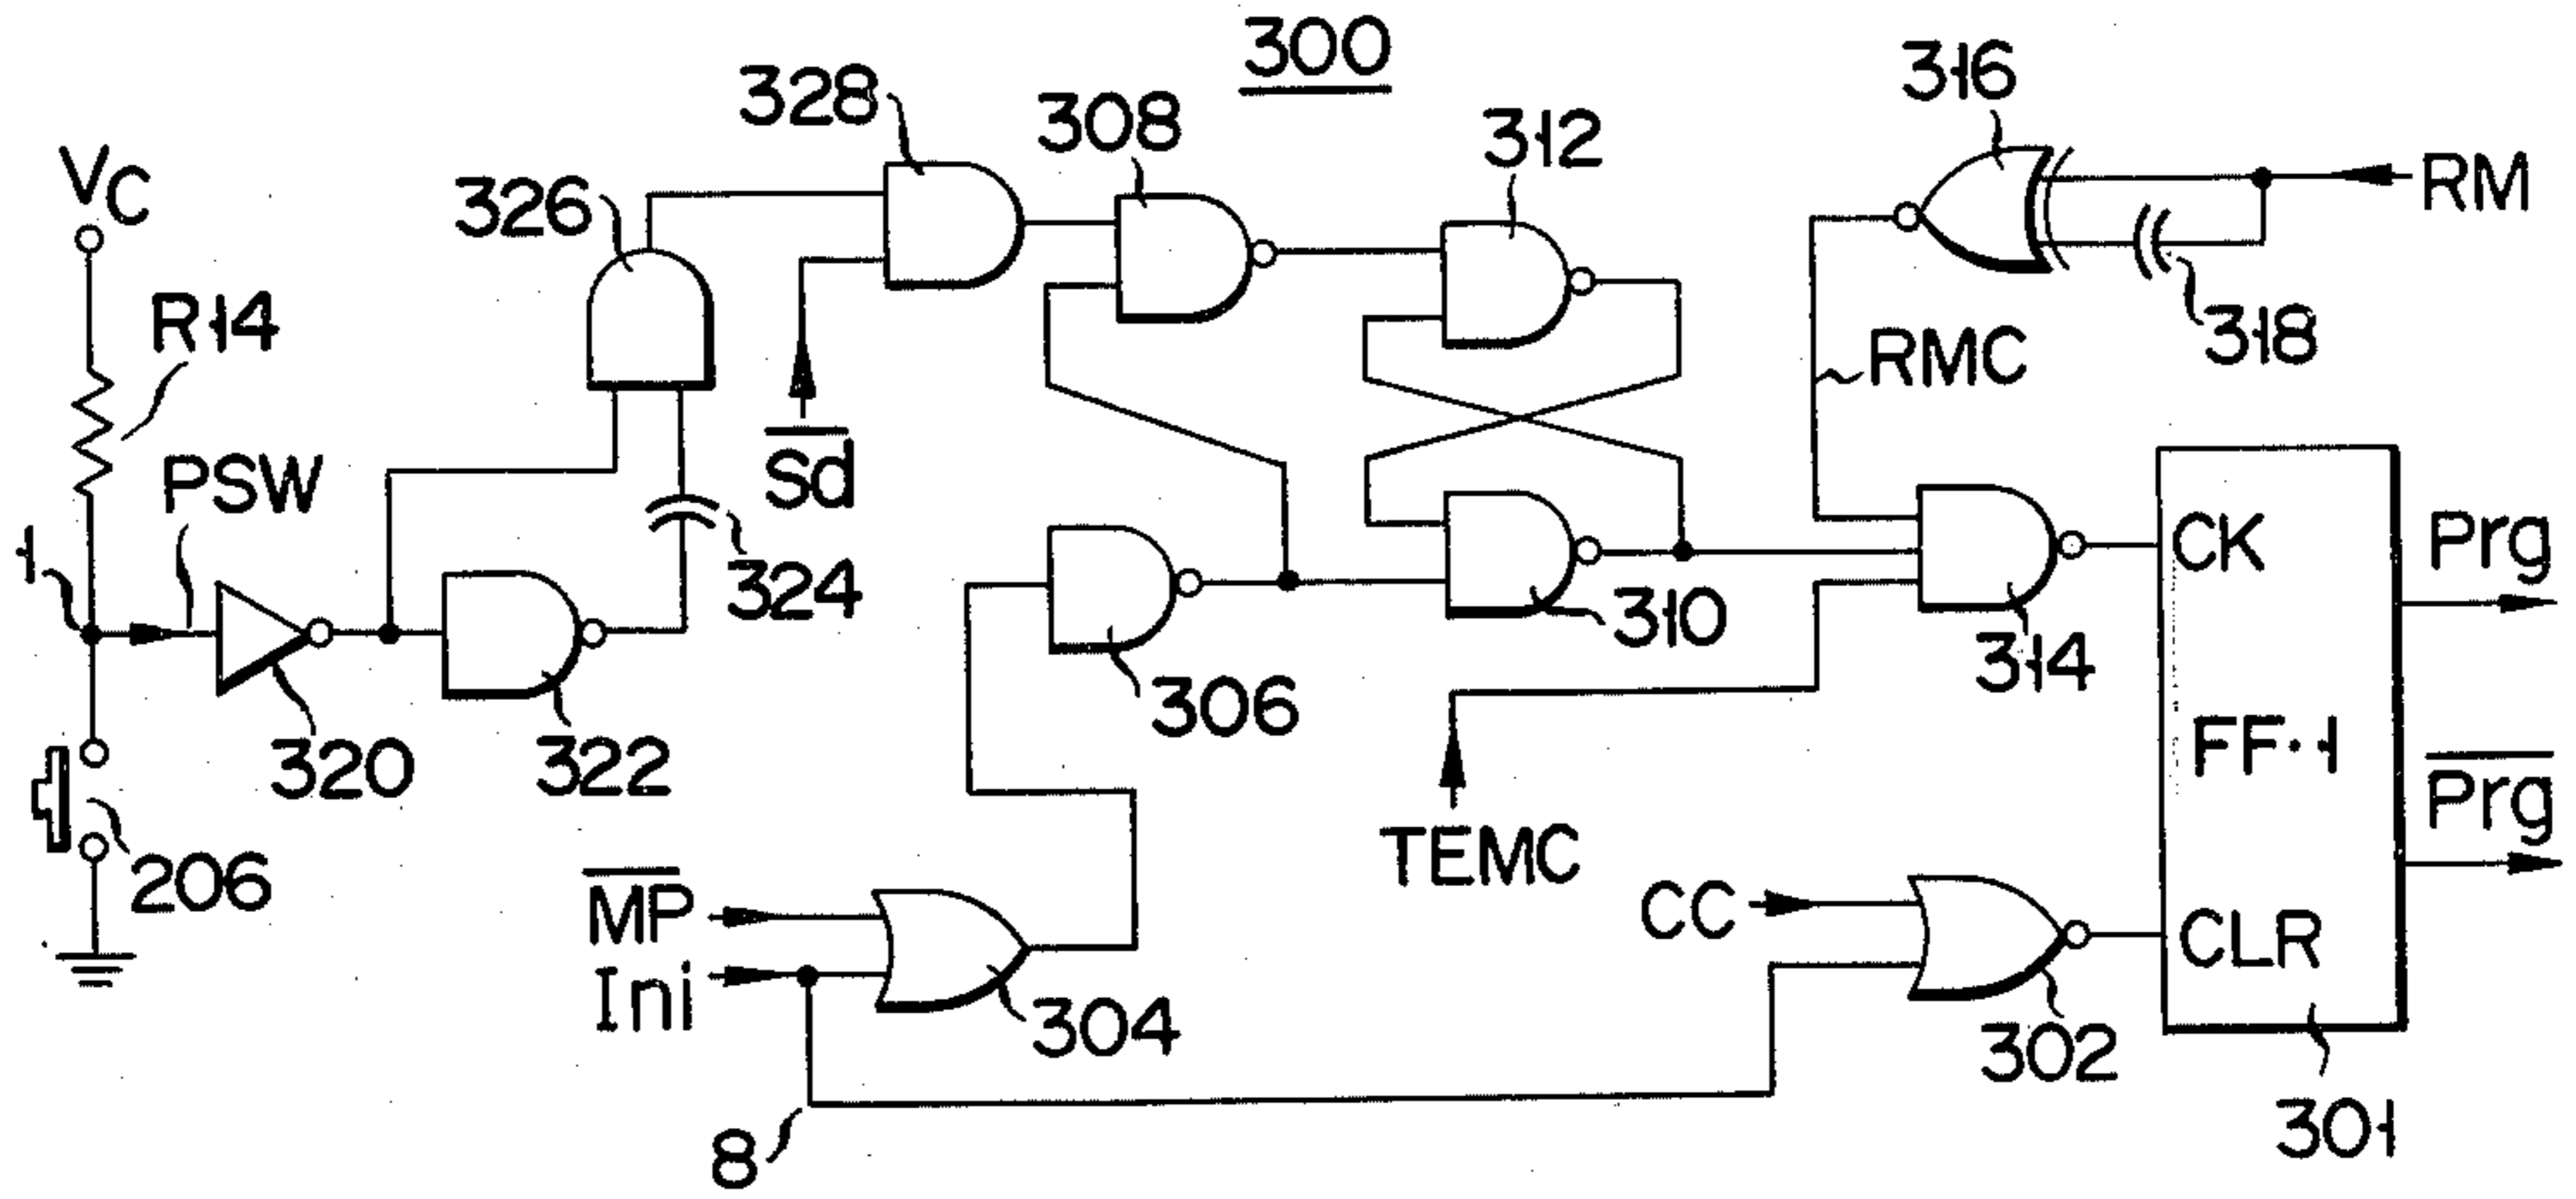 300
316
328
308
312
VC
326
RM
R14
318
RMC
Sd
PSW
1
324
CK
Prg
310
314
306
320
322
FF·1
TEMC
Prg
206
MP
CC
CLR
Ini
304
302
301
8